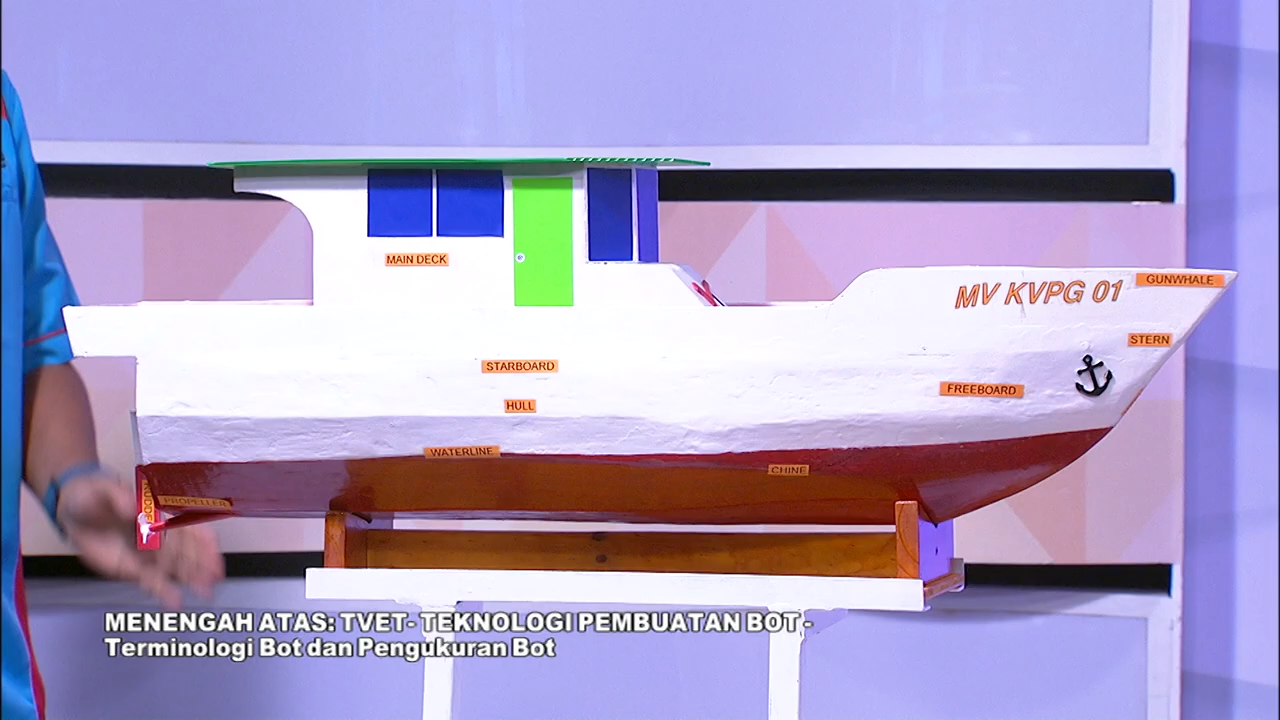 MAIN DECK
MV KVPG 01
GUNWHALE
STERN
STARBOARD
FREEBOARD
HULL
WATERLINE
CHINE
PROPELLER
RUDDER
MENENGAH ATAS: TVET- TEKNOLOGI PEMBUATAN BOT -
Terminologi Bot dan Pengukuran Bot